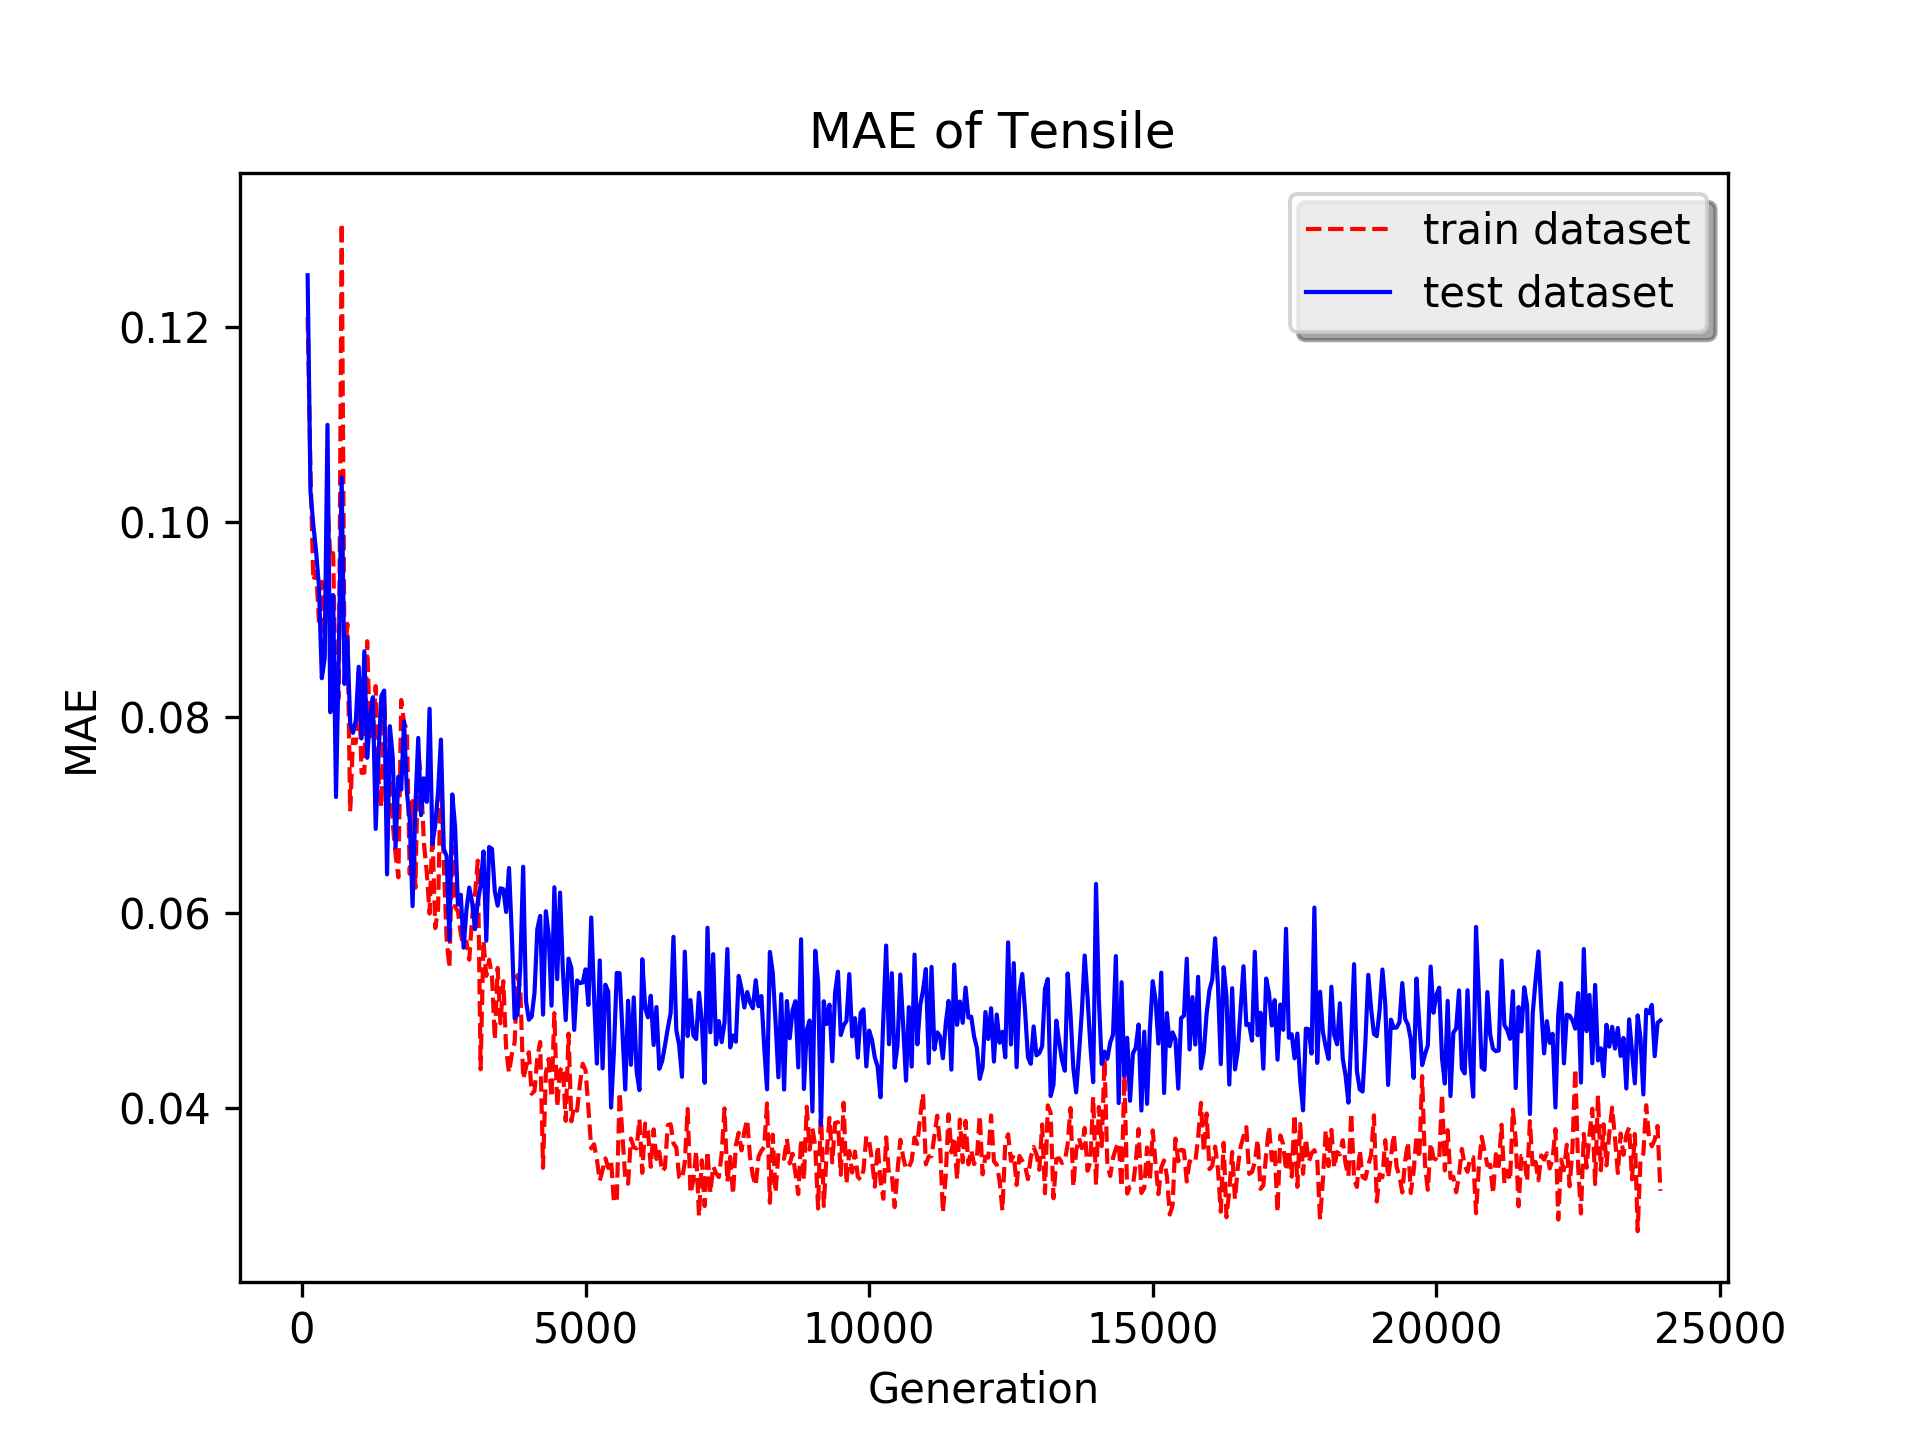 MAE of Tensile
train dataset
test dataset
0.12
0.10
0.08
0.06
0.04
MAE
0
5000
10000
15000
20000
25000
Generation